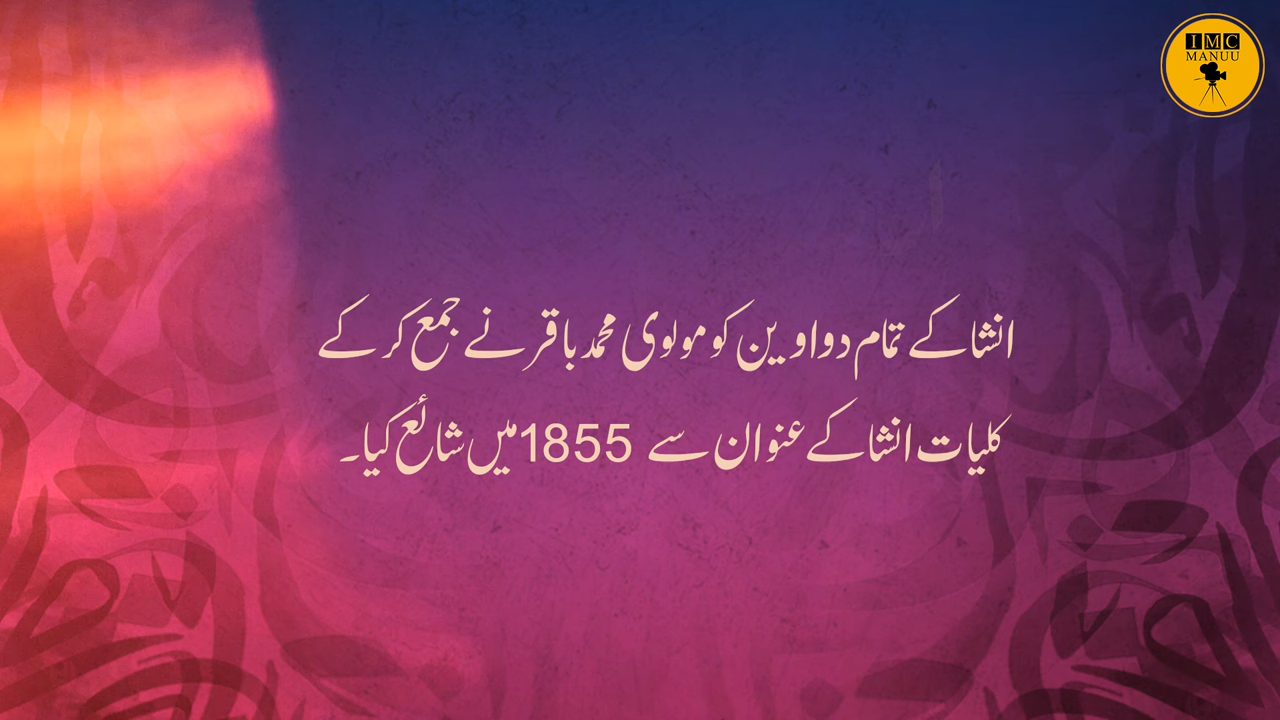 IMC
MANUU
انشا کے تمام دواوین کو مولوی محمد باقر نے جمع کر کے
کلیات انشا کے عنوان سے 1855 میں شائع کیا۔